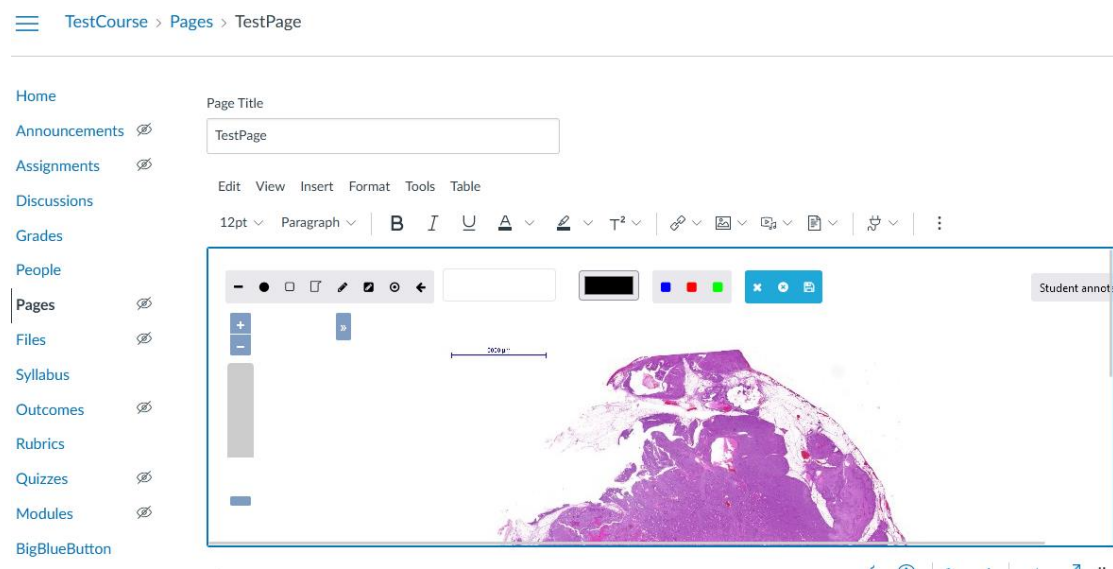 TestCourse > Pages > TestPage
Home
Announcements
Assignments
Discussions
Grades
People
Pages
Files
Syllabus
Outcomes
Rubrics
Quizzes
Modules
BigBlueButton
Page Title
TestPage
Edit View Insert Format Tools Table
12pt Paragraph B I U A T²
Student annot